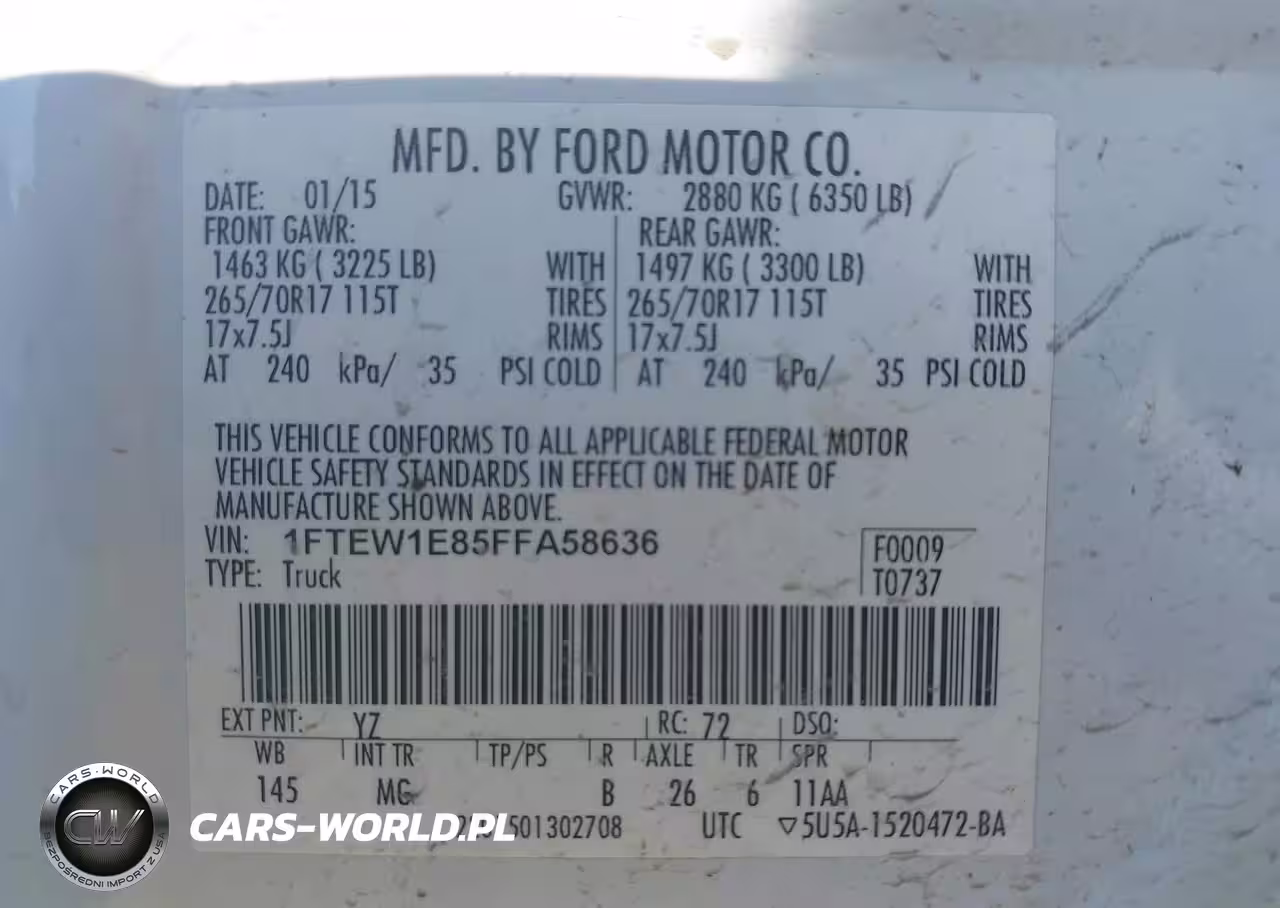 MFD. BY FORD MOTOR CO.
DATE: 01/15 GVWR: 2880 KG ( 6350 LB)
FRONT GAWR: REAR GAWR:
1463 KG ( 3225 LB) WITH 1497 KG ( 3300 LB) WITH
265/70R17 115T TIRES 265/70R17 115T TIRES
17x7.5J RIMS 17x7.5J RIMS
AT 240 kPa/ 35 PSI COLD AT 240 kPa/ 35 PSI COLD
THIS VEHICLE CONFORMS TO ALL APPLICABLE FEDERAL MOTOR
VEHICLE SAFETY STANDARDS IN EFFECT ON THE DATE OF
MANUFACTURE SHOWN ABOVE.
VIN: 1FTEW1E85FFA58636
F0009
TYPE: Truck T0737
EXT PNT: YZ RC: 72 DSO:
WB INT TR TP/PS R AXLE TR SPR
145 MG B 26 6 11AA
501302708 UTC ▽5U5A-1520472-BA
CARS-WORLD.PL
CARS-WORLD
CW
BEZPOŚREDNI IMPORT Z USA